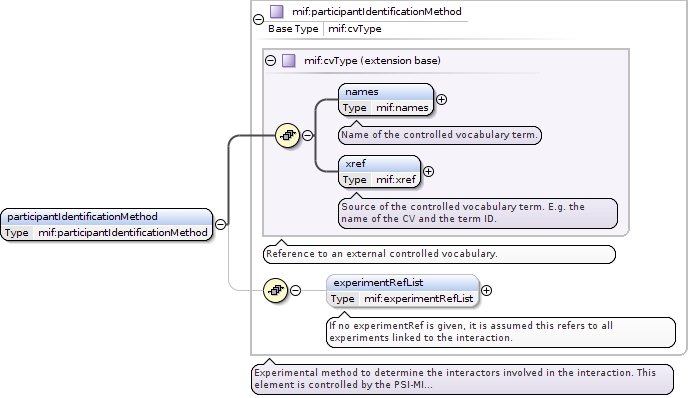 mif:participantIdentificationMethod
Base Type mif:cvType
mif:cvType (extension base)
names
Type mif:names
Name of the controlled vocabulary term.
xref
Type mif:xref
Source of the controlled vocabulary term. E.g. the
name of the CV and the term ID.
participantIdentificationMethod
Type mif:participantIdentificationMethod
Reference to an external controlled vocabulary.
experimentRefList
Type mif:experimentRefList
If no experimentRef is given, it is assumed this refers to all
experiments linked to the interaction.
Experimental method to determine the interactors involved in the interaction. This
element is controlled by the PSI-MI...